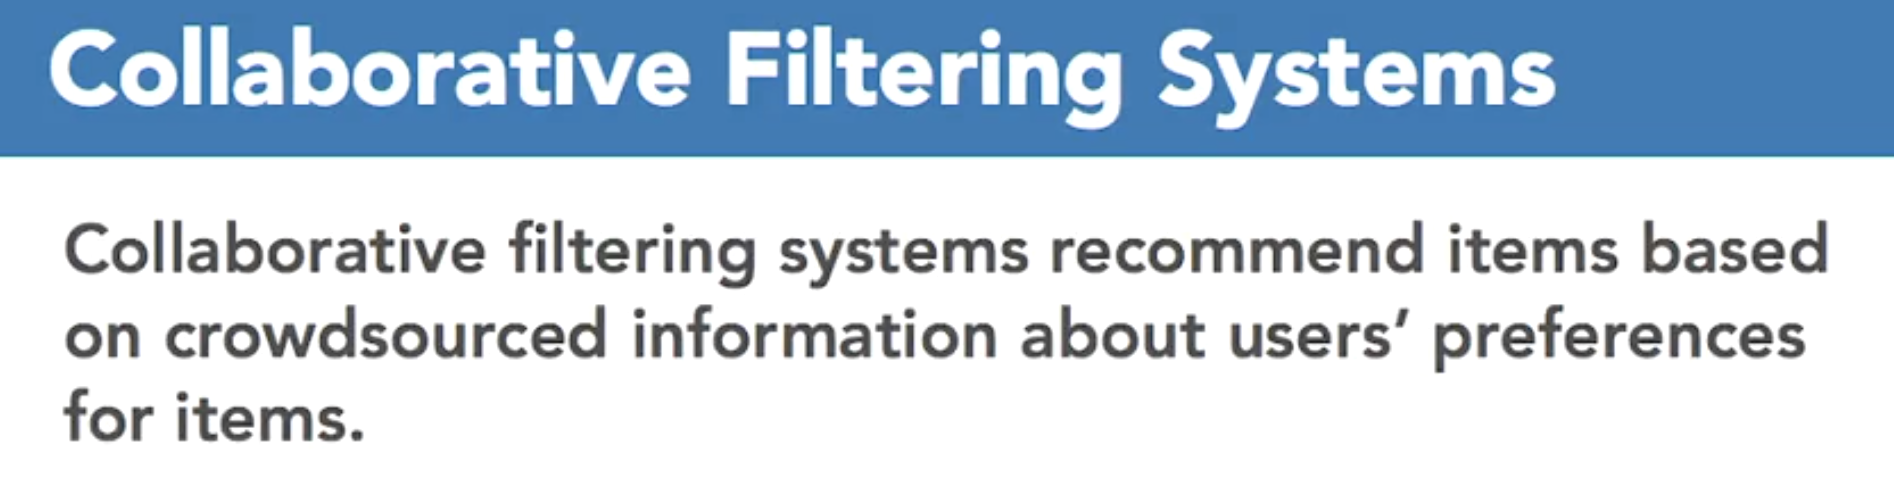 Collaborative Filtering Systems
Collaborative filtering systems recommend items based
on crowdsourced information about users’ preferences
for items.